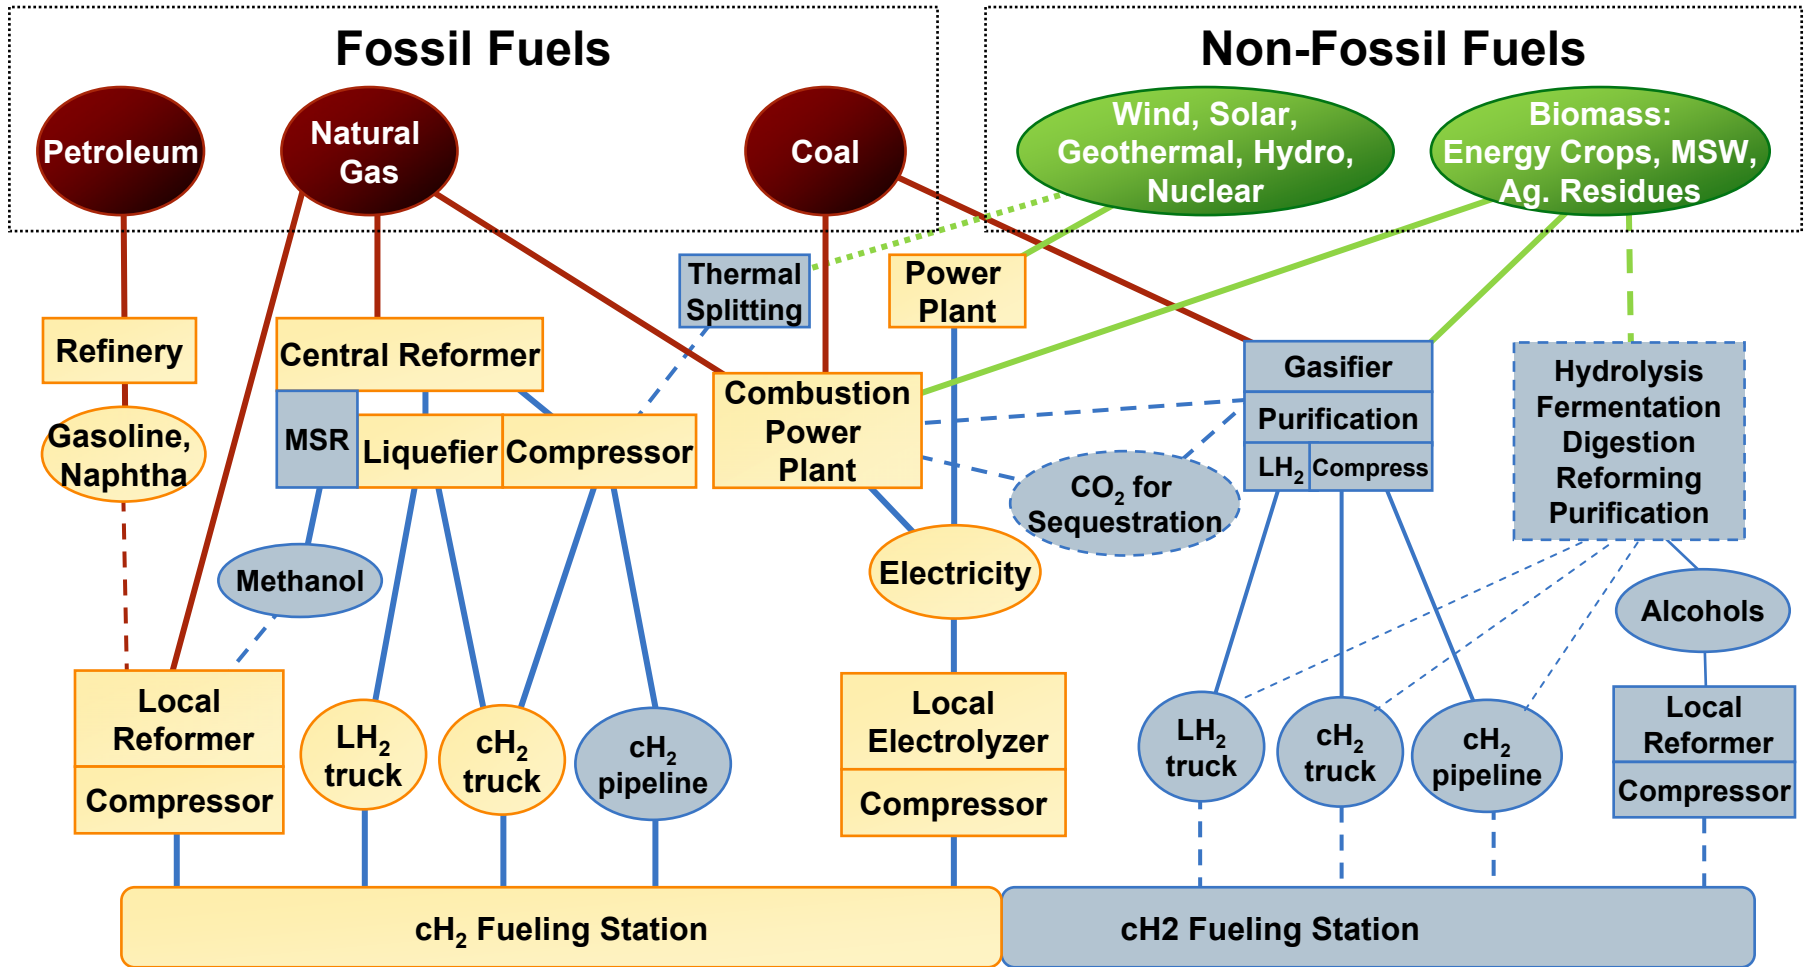 Fossil Fuels
Non-Fossil Fuels
Petroleum
Natural
Gas
Coal
Wind, Solar,
Geothermal, Hydro,
Nuclear
Biomass:
Energy Crops, MSW,
Ag. Residues
Thermal
Splitting
Power
Plant
Refinery
Central Reformer
Gasoline,
Naphtha
MSR
Liquefier
Compressor
Combustion
Power
Plant
Gasifier
Purification
LH₂
Compress
Hydrolysis
Fermentation
Digestion
Reforming
Purification
CO₂ for
Sequestration
Methanol
Electricity
Alcohols
Local
Reformer
Compressor
LH₂
truck
cH₂
truck
cH₂
pipeline
Local
Electrolyzer
Compressor
LH₂
truck
cH₂
truck
cH₂
pipeline
Local
Reformer
Compressor
cH₂ Fueling Station
cH2 Fueling Station